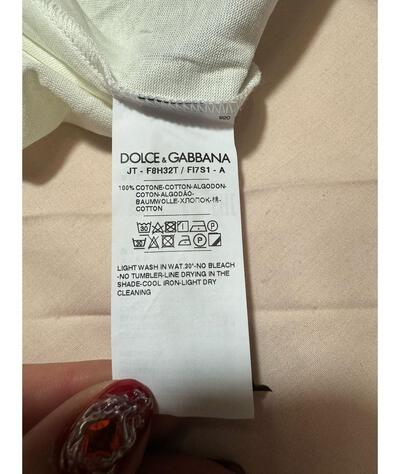 DOLCE & GABBANA
JT - F8H32T / FI7S1 - A
100% COTONE-COTTON-ALGODON-
COTON-ALGODÃO-
BAUMWOLLE-ХЛОПОК-棉-
COTTON
LIGHT WASH IN WAT.30°-NO BLEACH
-NO TUMBLER-LINE DRYING IN THE
SHADE-COOL IRON-LIGHT DRY
CLEANING